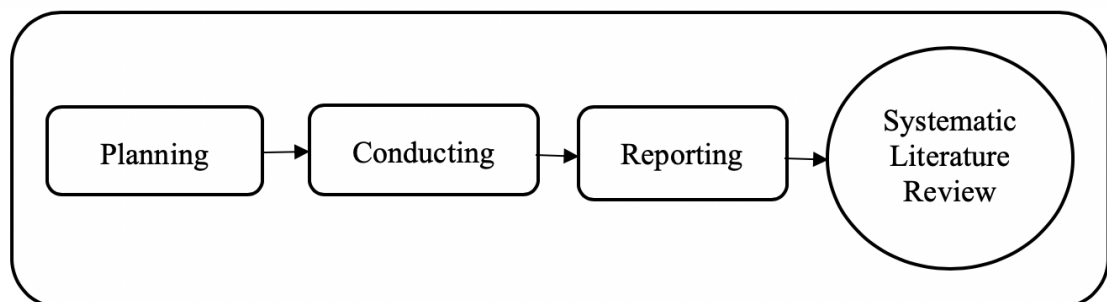 Planning
Conducting
Reporting
Systematic
Literature
Review